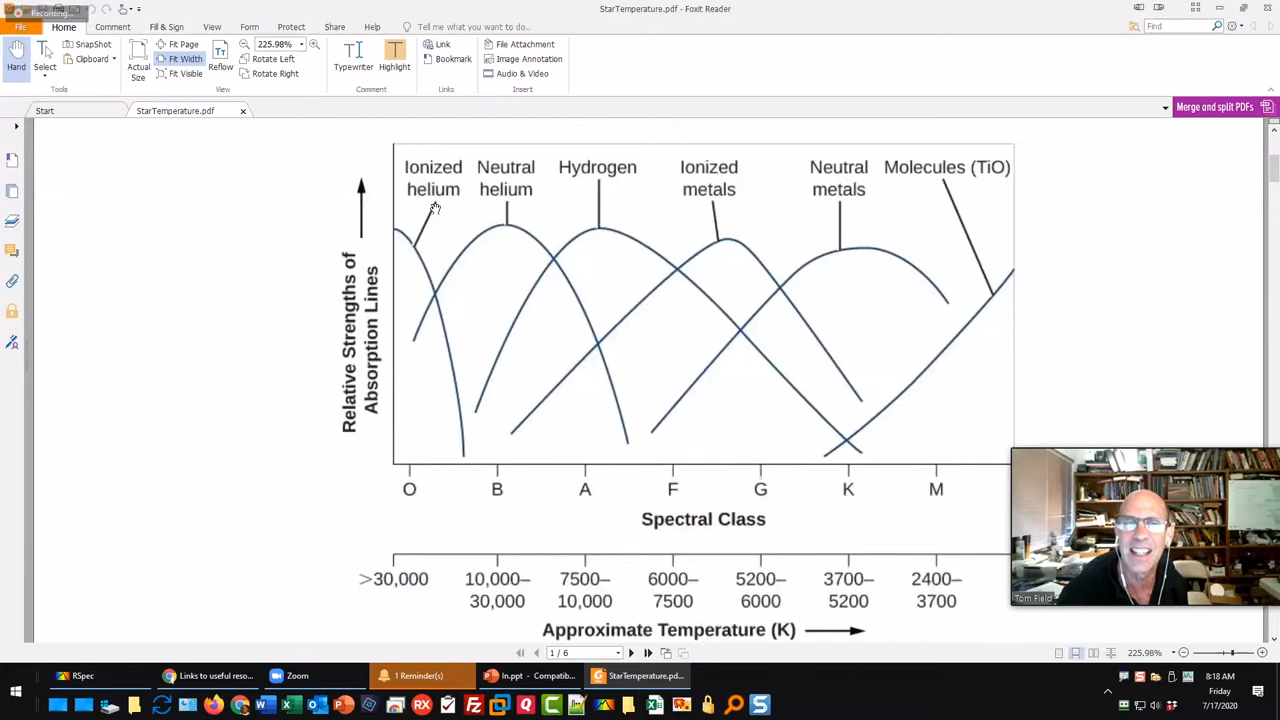 Recording...
StarTemperature.pdf - Foxit Reader
File Home Comment View Form Protect Share Help Tell me what you want to do... Find
Hand
Select
SnapShot
Clipboard
Actual
Size
Fit Page
Fit Width
Fit Visible
Reflow
225.98%
Rotate Left
Rotate Right
Typewriter
Highlight
Link
Bookmark
File Attachment
Image Annotation
Audio & Video
Tools View Comment Links Insert
Start StarTemperature.pdf Merge and split PDFs
Ionized
helium
Neutral
helium
Hydrogen
Ionized
metals
Neutral
metals
Molecules (TiO)
Relative Strengths of
Absorption Lines
O B A F G K M
Spectral Class
>30,000
10,000–
30,000
7500–
10,000
6000–
7500
5200–
6000
3700–
5200
2400–
3700
Approximate Temperature (K)
Tom Field
1 / 6 225.98%
RSpec Links to useful reso... Zoom 1 Reminder(s) In.ppt - Compatib... StarTemperature.pd...
8:18 AM
Friday
7/17/2020